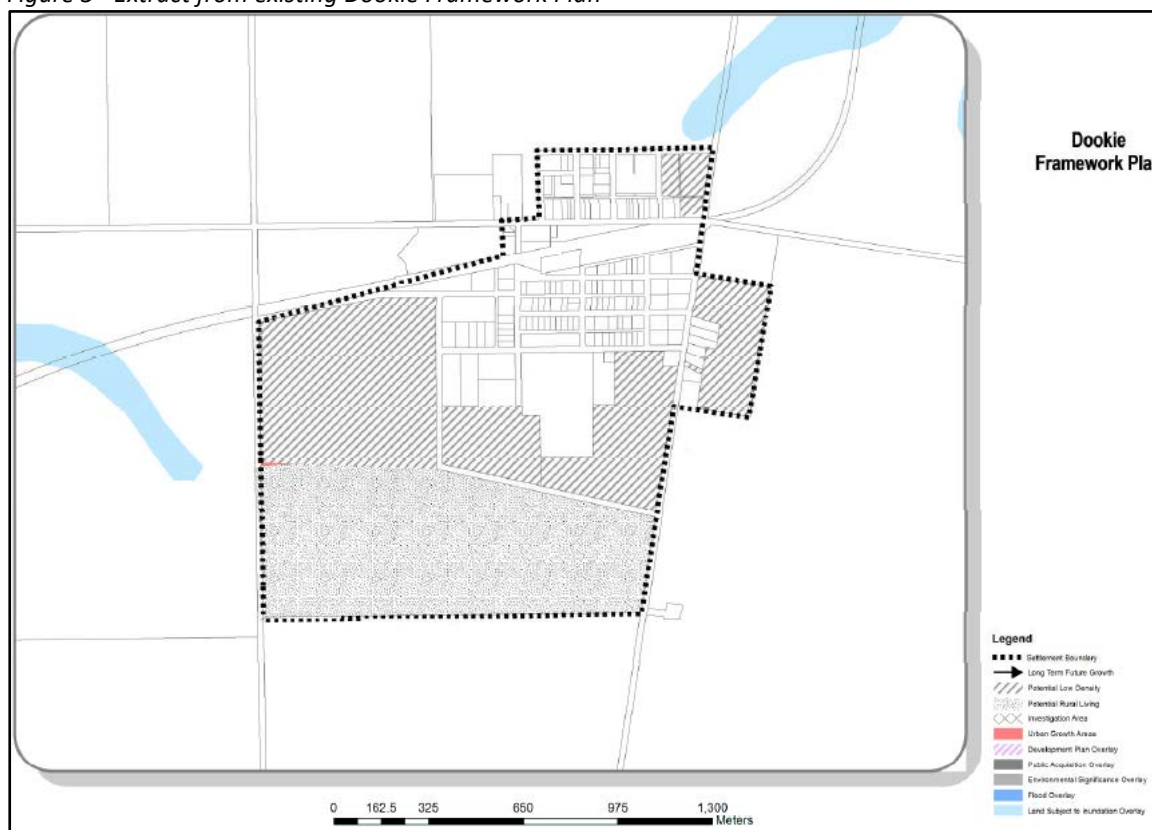 Figure 3 - Extract from existing Dookie Framework Plan
Dookie
Framework Pla
Legend
Settlement Boundary
Long Term Future Growth
Potential Low Density
Potential Rural Living
Investigation Area
Urban Growth Areas
Development Plan Overlay
Public Acquisition Overlay
Environmental Significance Overlay
Flood Overlay
Land Subject to Inundation Overlay
0 162.5 325 650 975 1,300
Meters